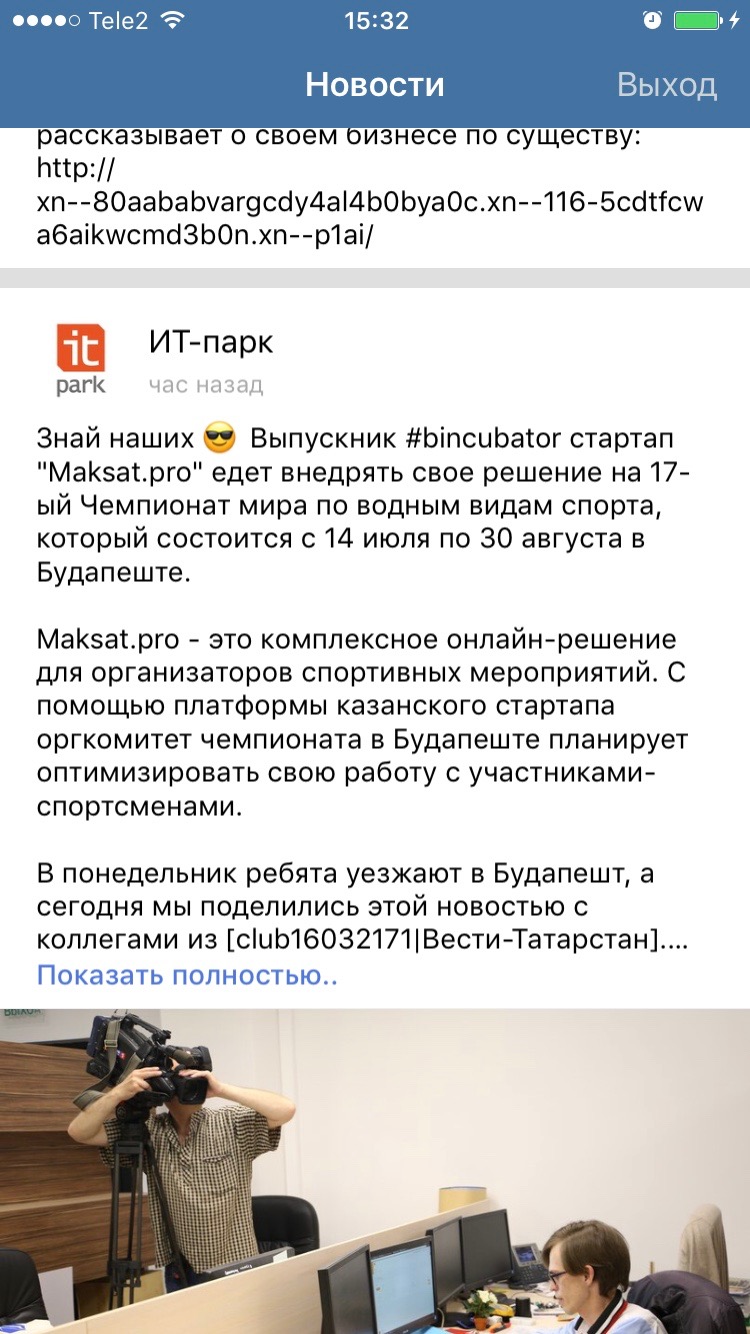 Tele2
15:32
Новости
Выход
рассказывает о своем бизнесе по существу:
http://
xn--80aababvargcdy4al4b0bya0c.xn--116-5cdtfcw
a6aikwcmd3b0n.xn--p1ai/
it
park
ИТ-парк
час назад
Знай наших 😎 Выпускник #bincubator стартап
"Maksat.pro" едет внедрять свое решение на 17-
ый Чемпионат мира по водным видам спорта,
который состоится с 14 июля по 30 августа в
Будапеште.
Maksat.pro - это комплексное онлайн-решение
для организаторов спортивных мероприятий. С
помощью платформы казанского стартапа
оргкомитет чемпионата в Будапеште планирует
оптимизировать свою работу с участниками-
спортсменами.
В понедельник ребята уезжают в Будапешт, а
сегодня мы поделились этой новостью с
коллегами из [club16032171|Вести-Татарстан]....
Показать полностью..